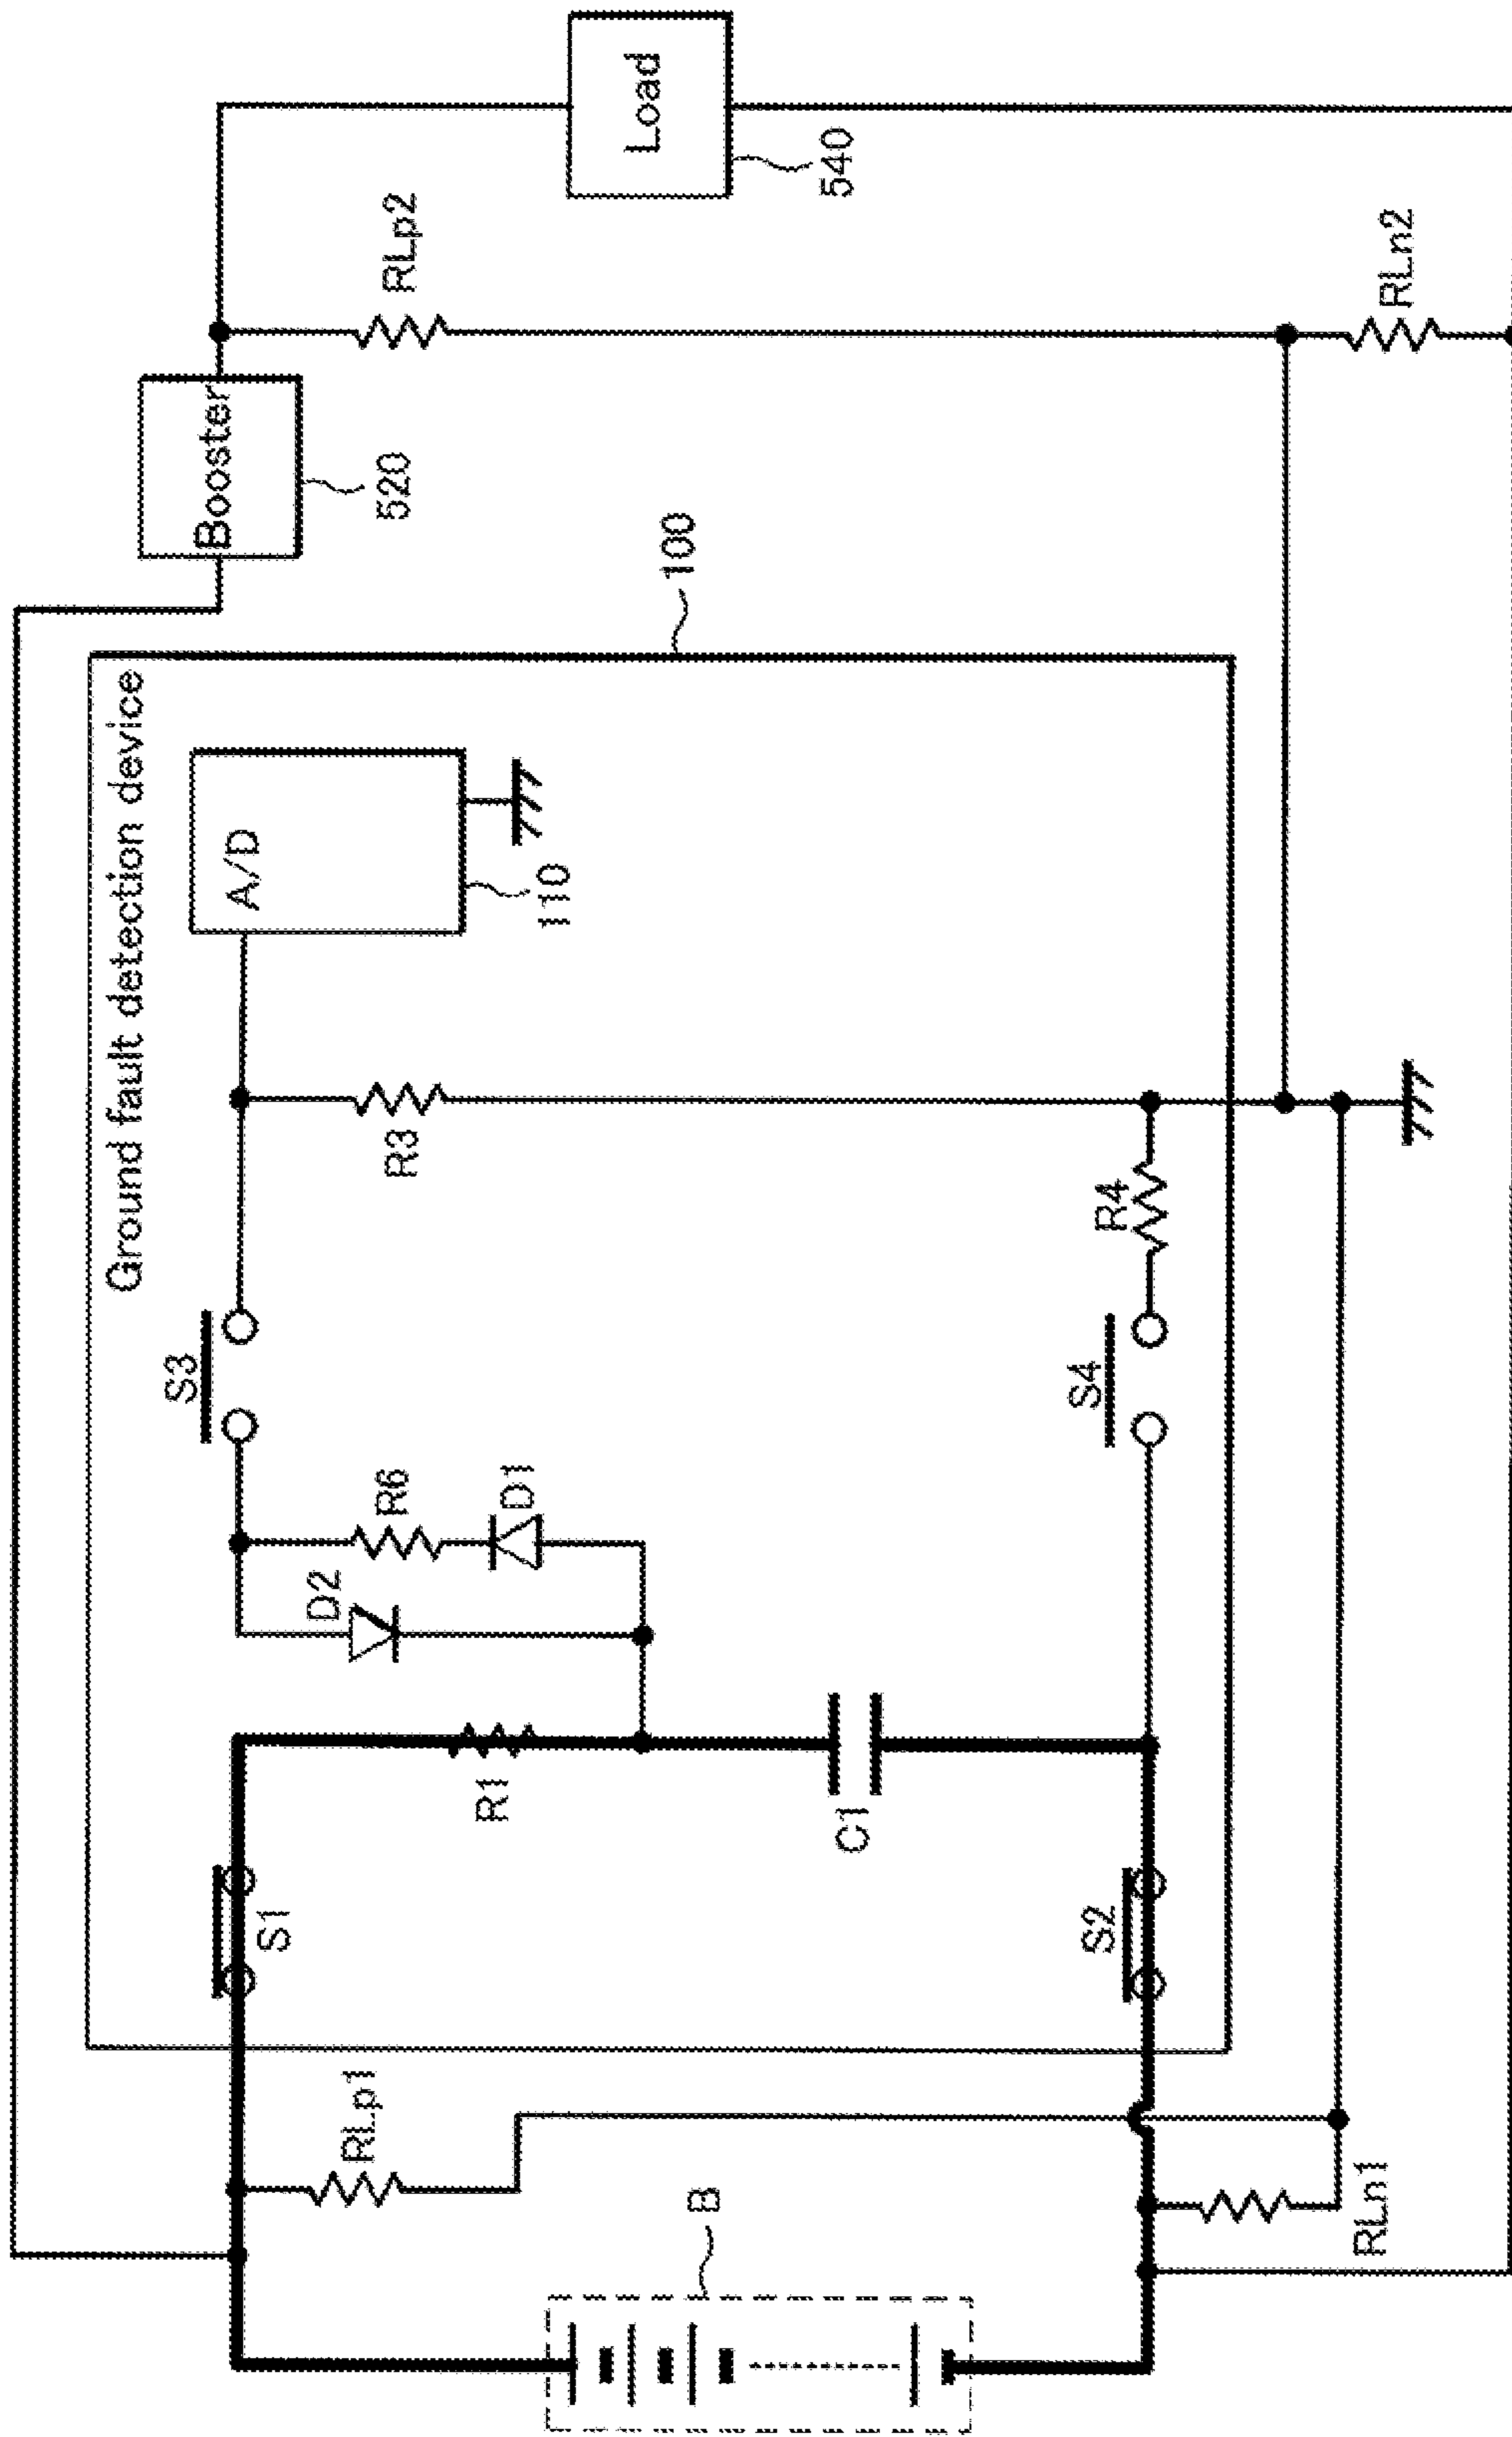 Booster
520
RLp2
Load
540
RLn2
Ground fault detection device
100
A/D
110
S3
R3
R6
D1
D2
R4
S4
S1
R1
C1
S2
RLp1
B
RLn1